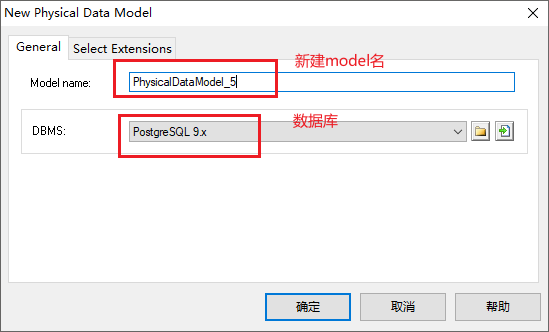 New Physical Data Model
General
Select Extensions
新建model名
Model name:
PhysicalDataModel_5
数据库
DBMS:
PostgreSQL 9.x
确定
取消
帮助